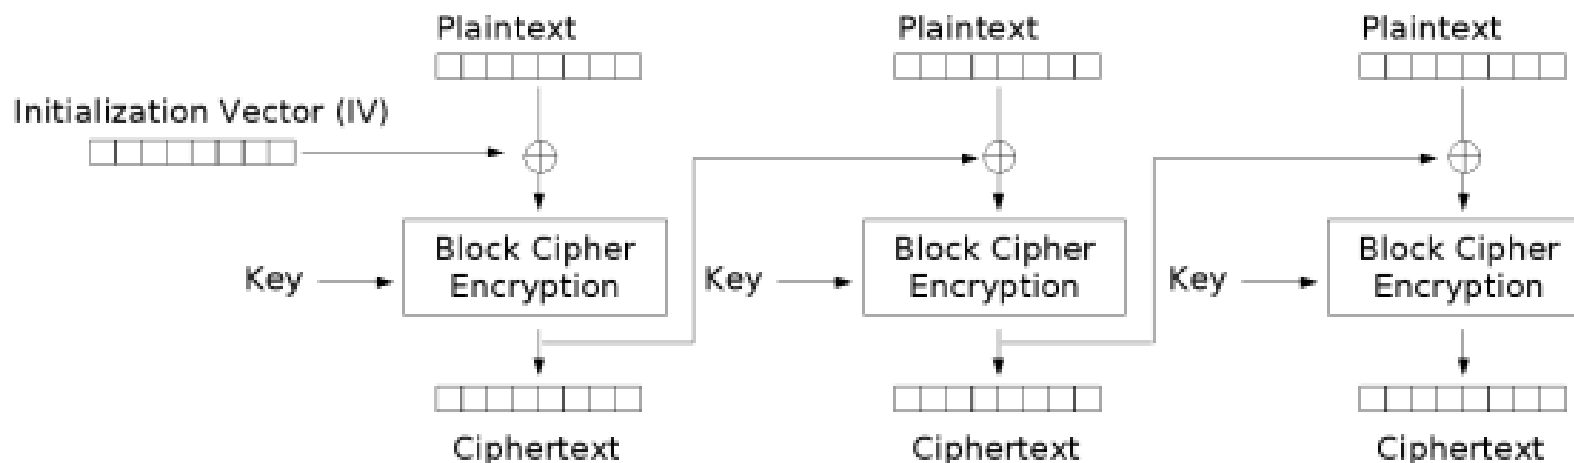 Plaintext
Plaintext
Plaintext
Initialization Vector (IV)
Block Cipher
Encryption
Block Cipher
Encryption
Block Cipher
Encryption
Key
Key
Key
Ciphertext
Ciphertext
Ciphertext